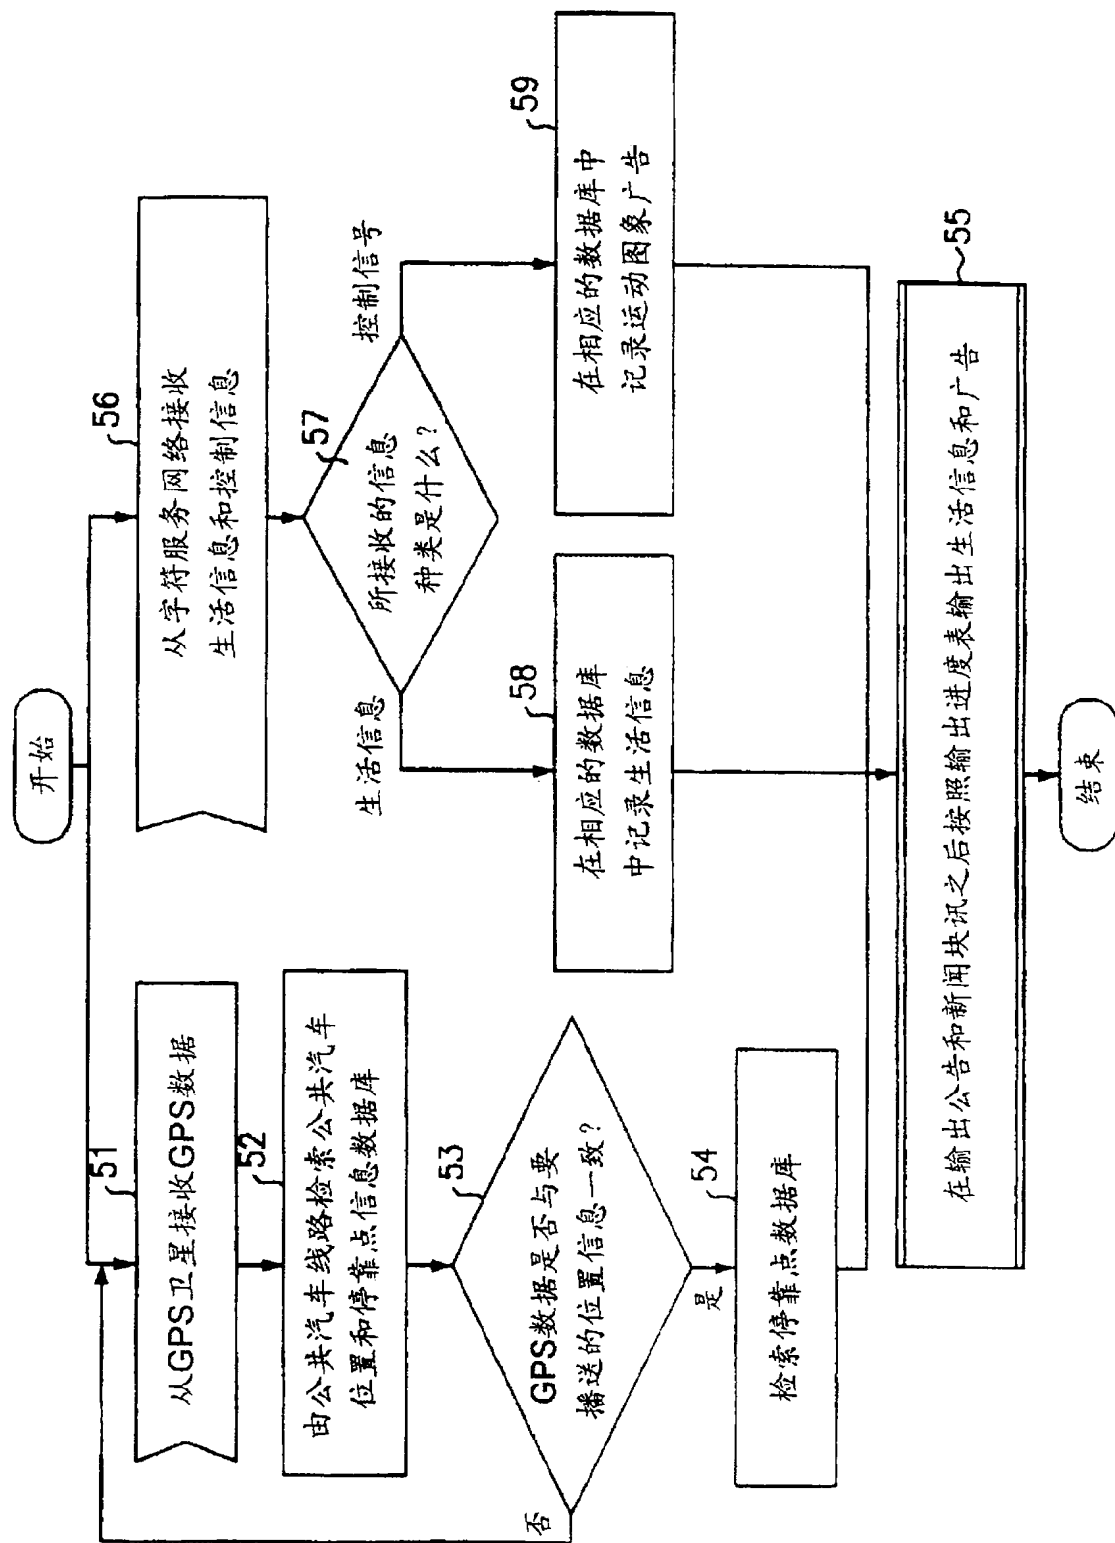 开始
51
从GPS卫星接收GPS数据
52
由公共汽车线路检索公共汽车
位置和停靠点信息数据库
53
GPS数据是否与要
播送的位置信息一致?
否
是
54
检索停靠点数据库
56
从字符服务网络接收
生活信息和控制信息
57
所接收的信息
种类是什么?
生活信息
控制信号
58
在相应的数据库
中记录生活信息
59
在相应的数据库中
记录运动图象广告
55
在输出公告和新闻块讯之后按照输出进度表输出生活信息和广告
结束